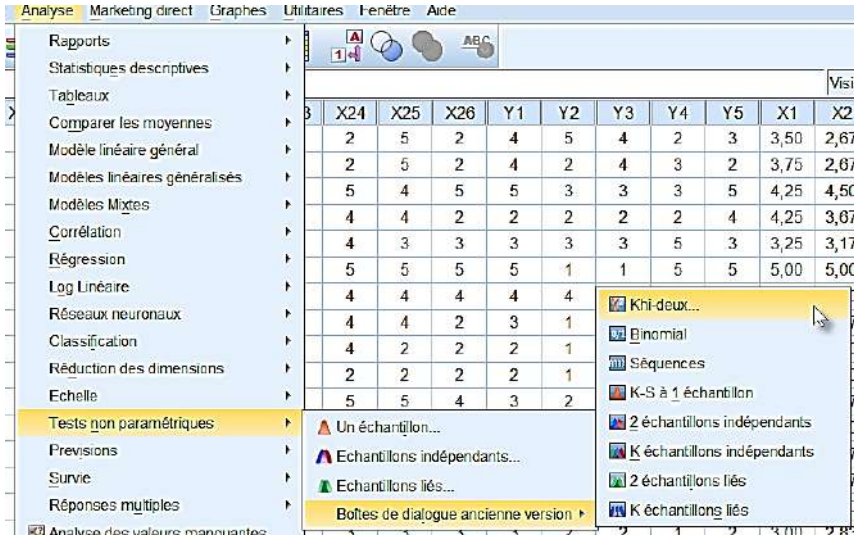 Analyse Marketing direct Graphes Utilitaires Fenêtre Aide
Rapports
Statistiques descriptives
Tableaux
Comparer les moyennes
Modèle linéaire général
Modèles linéaires généralisés
Modèles Mixtes
Corrélation
Régression
Log Linéaire
Réseaux neuronaux
Classification
Réduction des dimensions
Echelle
Tests non paramétriques
Prévisions
Survie
Réponses multiples
Analyse des valeurs manquantes
A
1
ABC
Visi
X24 X25 X26 Y1 Y2 Y3 Y4 Y5 X1 X2
2 5 2 4 5 4 2 3 3,50 2,67
2 5 2 4 2 4 3 2 3,75 2,67
5 4 5 5 3 3 3 5 4,25 4,50
4 4 2 2 2 2 2 4 4,25 3,67
4 3 3 3 3 3 5 3 3,25 3,17
5 5 5 5 1 1 5 5 5,00 5,00
4 4 4 4 4
4 4 2 3 1
4 2 2 2 1
2 2 2 2 1
5 5 4 3 2
Un échantillon...
Echantillons indépendants...
Echantillons liés...
Boîtes de dialogue ancienne version
Khi-deux...
Binomial
Séquences
K-S à 1 échantillon
2 échantillons indépendants
K échantillons indépendants
2 échantillons liés
K échantillons liés